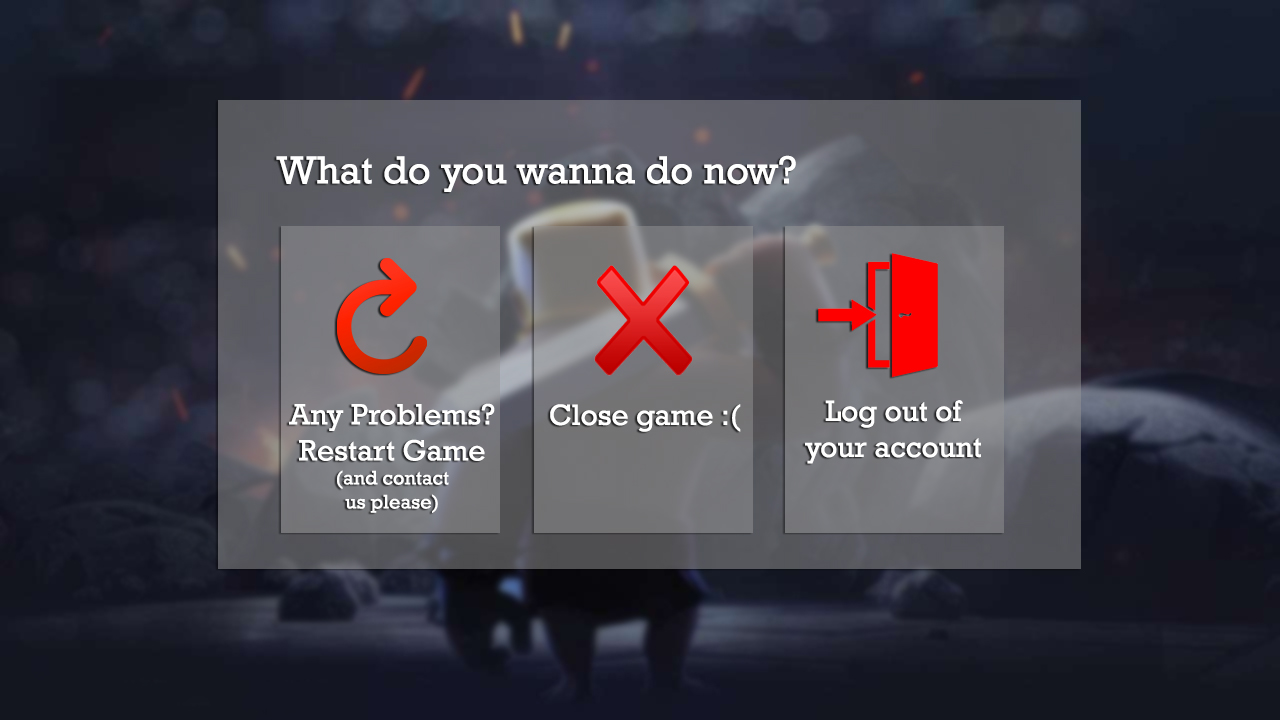 What do you wanna do now?
Any Problems?
Restart Game
(and contact
us please)
Close game :(
Log out of
your account